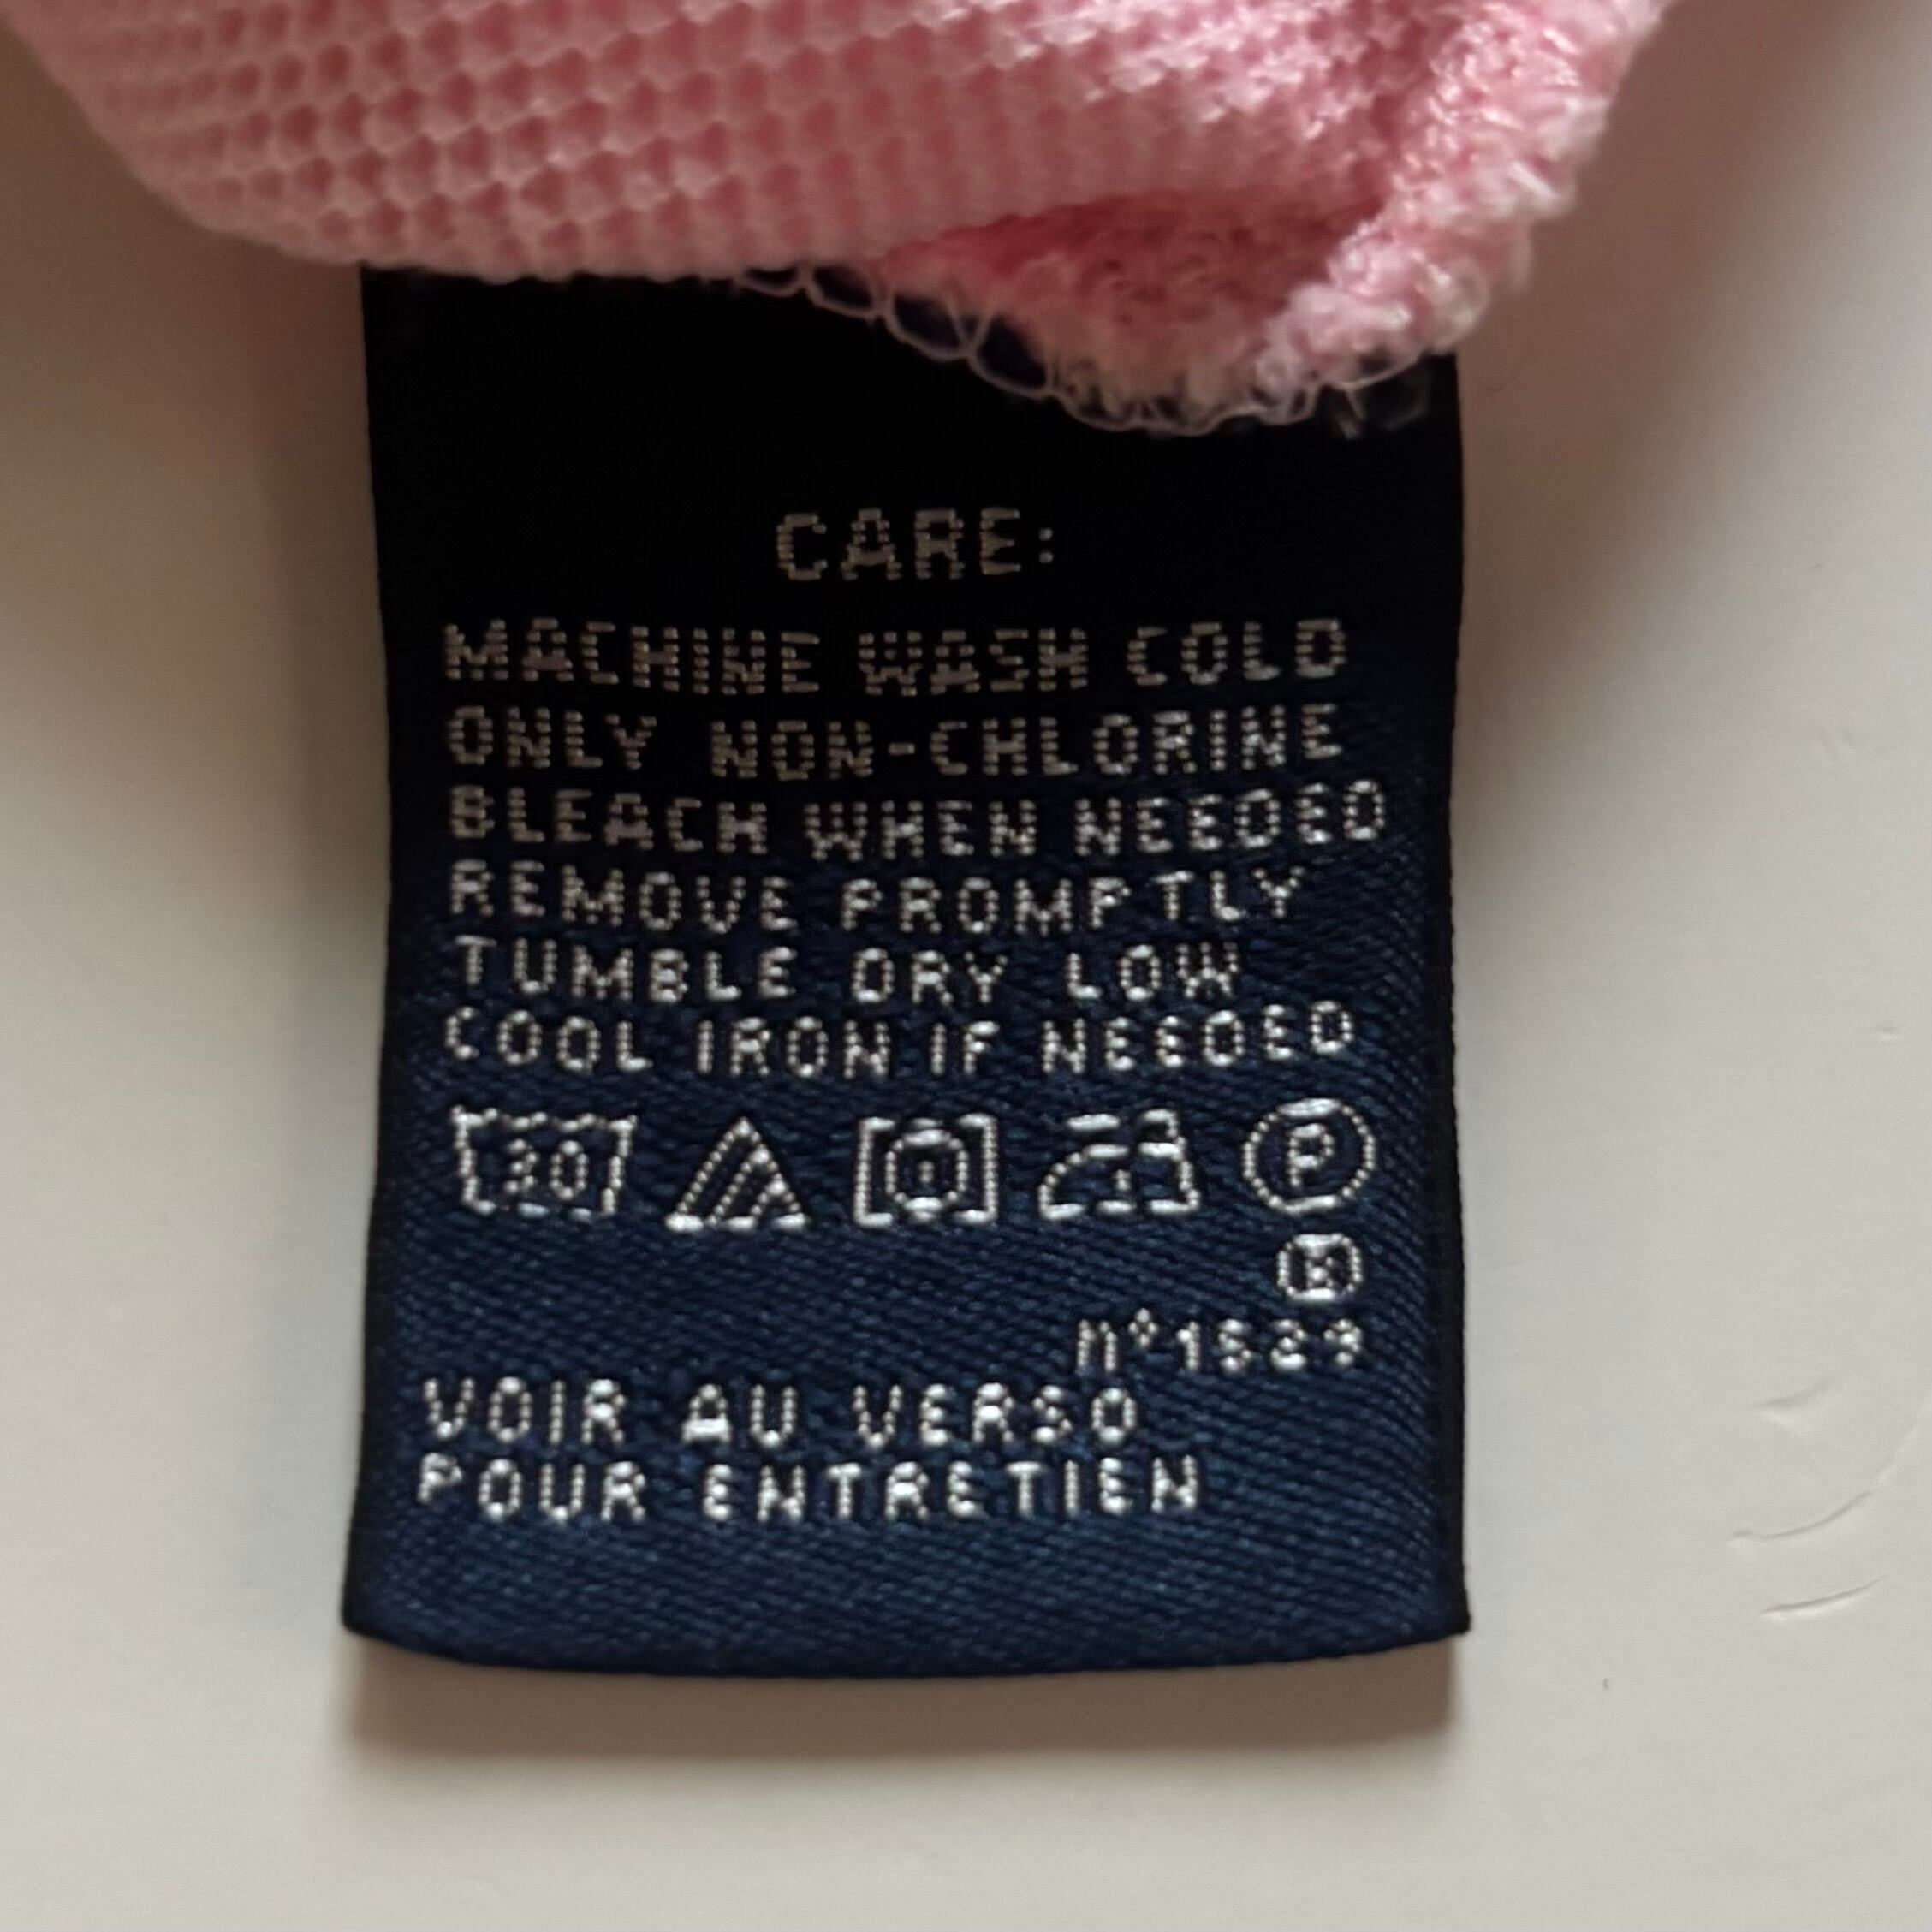 CARE:
MACHINE WASH COLD
ONLY NON-CHLORINE
BLEACH WHEN NEEDED
REMOVE PROMPTLY
TUMBLE DRY LOW
COOL IRON IF NEEDED
30 P
n°1529
VOIR AU VERSO
POUR ENTRETIEN